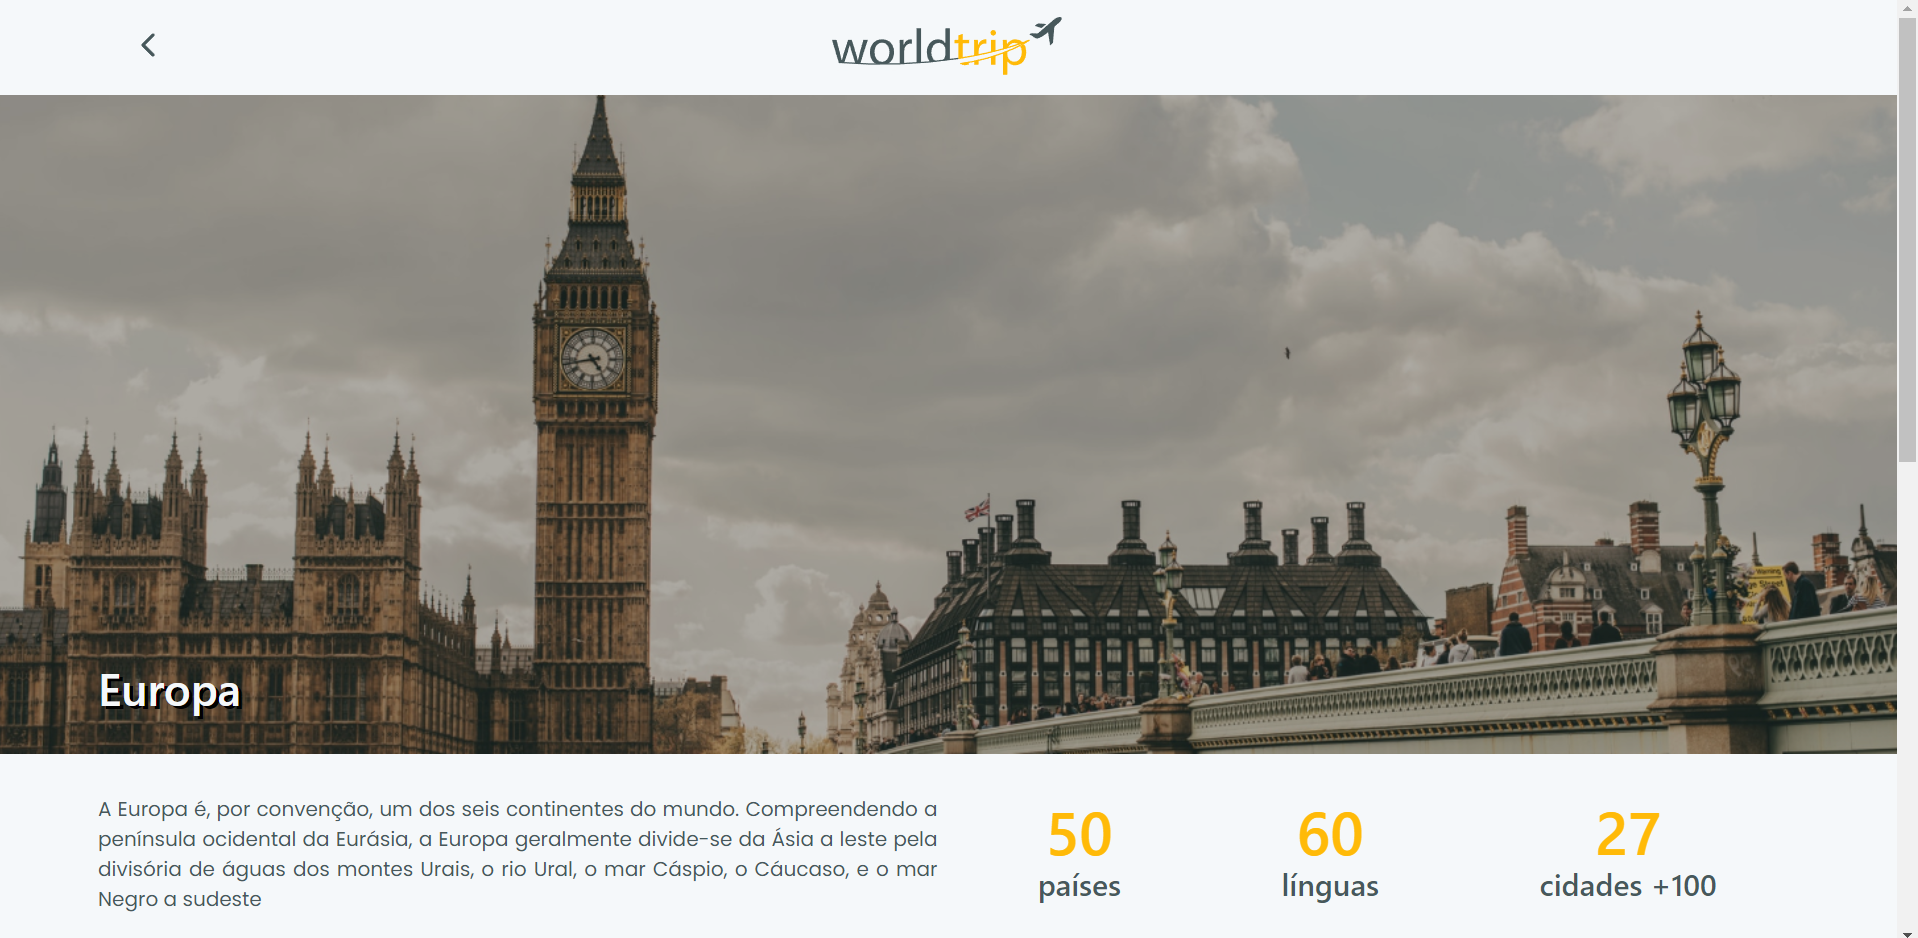 worldtrip
Europa
A Europa é, por convenção, um dos seis continentes do mundo. Compreendendo a
península ocidental da Eurásia, a Europa geralmente divide-se da Ásia a leste pela
divisória de águas dos montes Urais, o rio Ural, o mar Cáspio, o Cáucaso, e o mar
Negro a sudeste
50
países
60
línguas
27
cidades +100